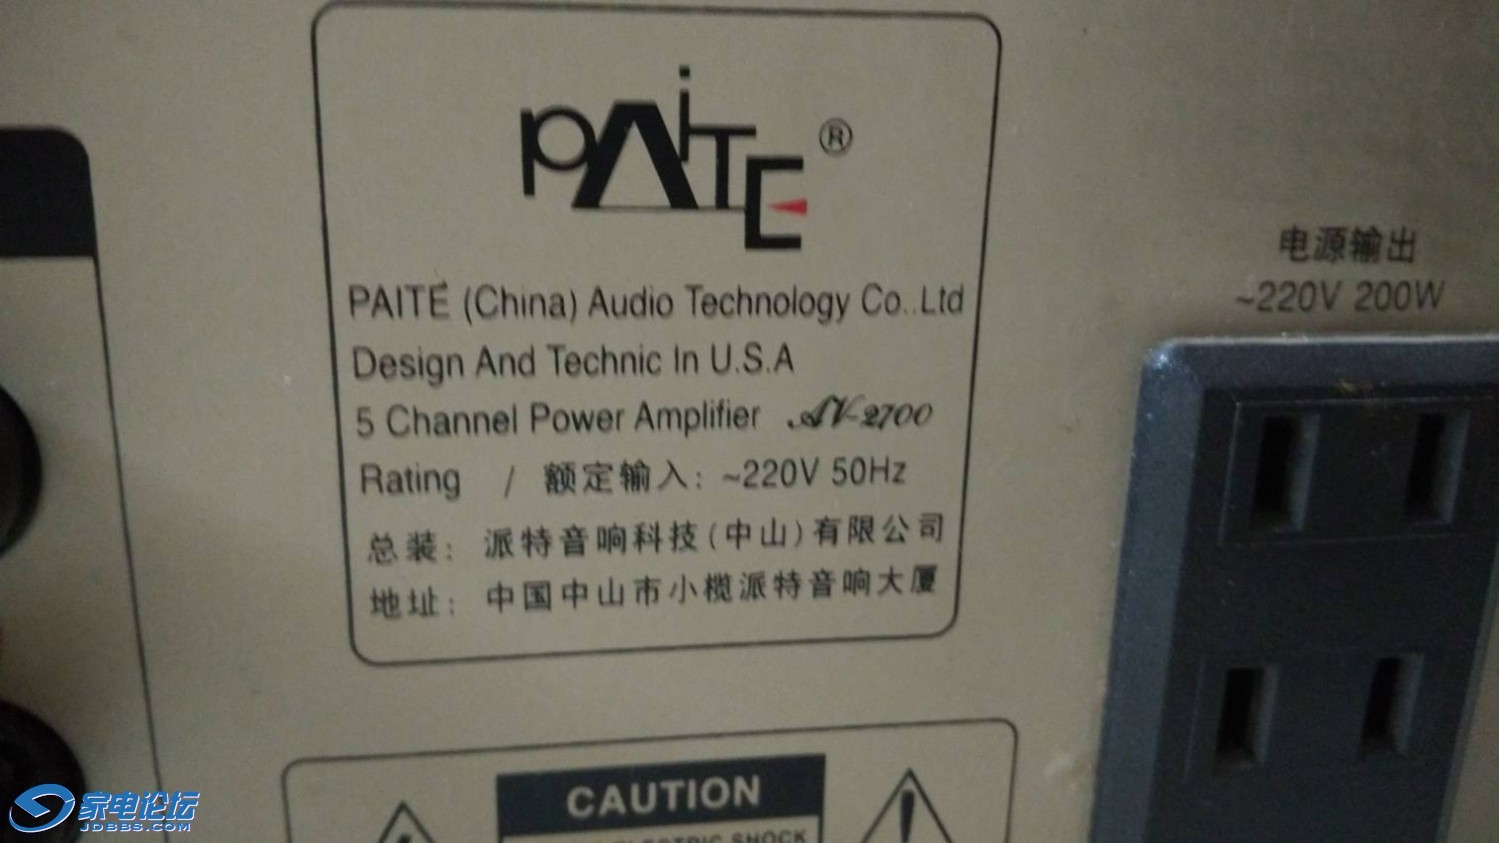 PAiTE®
PAITE (China) Audio Technology Co.,Ltd
Design And Technic In U.S.A
5 Channel Power Amplifier AV-2700
Rating / 额定输入: ~220V 50Hz
总装: 派特音响科技(中山)有限公司
地址: 中国中山市小榄派特音响大厦
电源输出
~220V 200W
CAUTION
ELECTRIC SHOCK
家电论坛
JDBBS.COM